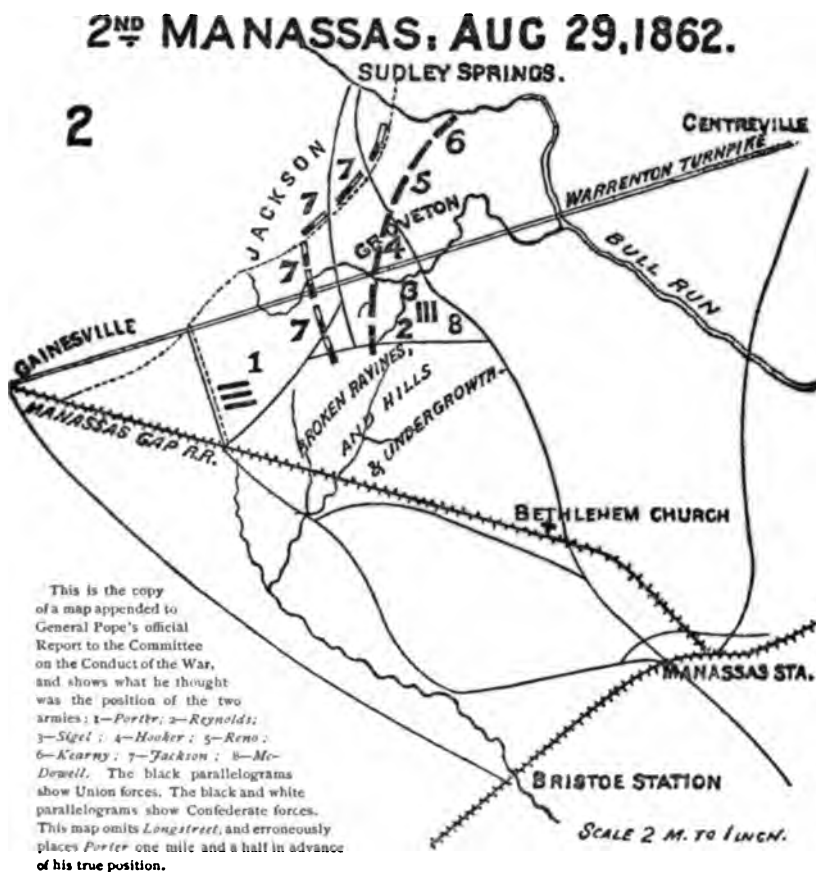 2ND MANASSAS: AUG 29, 1862.
SUDLEY SPRINGS.
2
CENTREVILLE
WARRENTON TURNPIKE
JACKSON
6
7
5
7
GROVETON
4
7
BULL RUN
3
8
7
2
GAINESVILLE
1
BROKEN RAVINES,
AND HILLS
& UNDERGROWTH.
MANASSAS GAP R.R.
BETHLEHEM CHURCH
MANASSAS STA.
BRISTOE STATION
SCALE 2 M. TO 1 INCH.
This is the copy
of a map appended to
General Pope's official
Report to the Committee
on the Conduct of the War,
and shows what he thought
was the position of the two
armies: 1—Porter; 2—Reynolds;
3—Sigel; 4—Hooker; 5—Reno;
6—Kearny; 7—Jackson; 8—Mc-
Dowell. The black parallelograms
show Union forces. The black and white
parallelograms show Confederate forces.
This map omits Longstreet, and erroneously
places Porter one mile and a half in advance
of his true position.